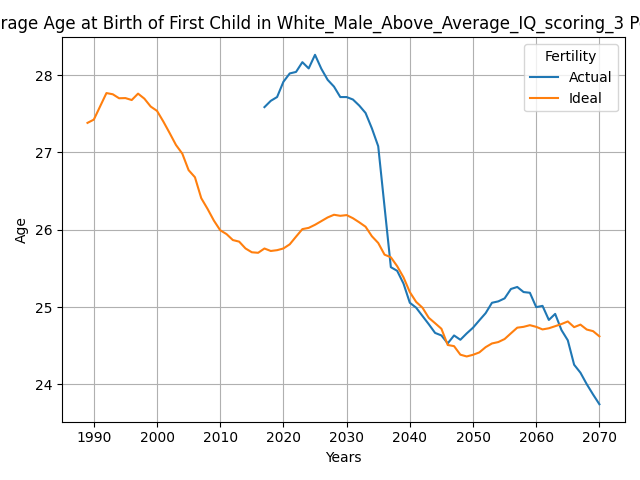 rage Age at Birth of First Child in White_Male_Above_Average_IQ_scoring_3 P
Fertility
Actual
Ideal
28
27
26
25
24
Age
1990 2000 2010 2020 2030 2040 2050 2060 2070
Years